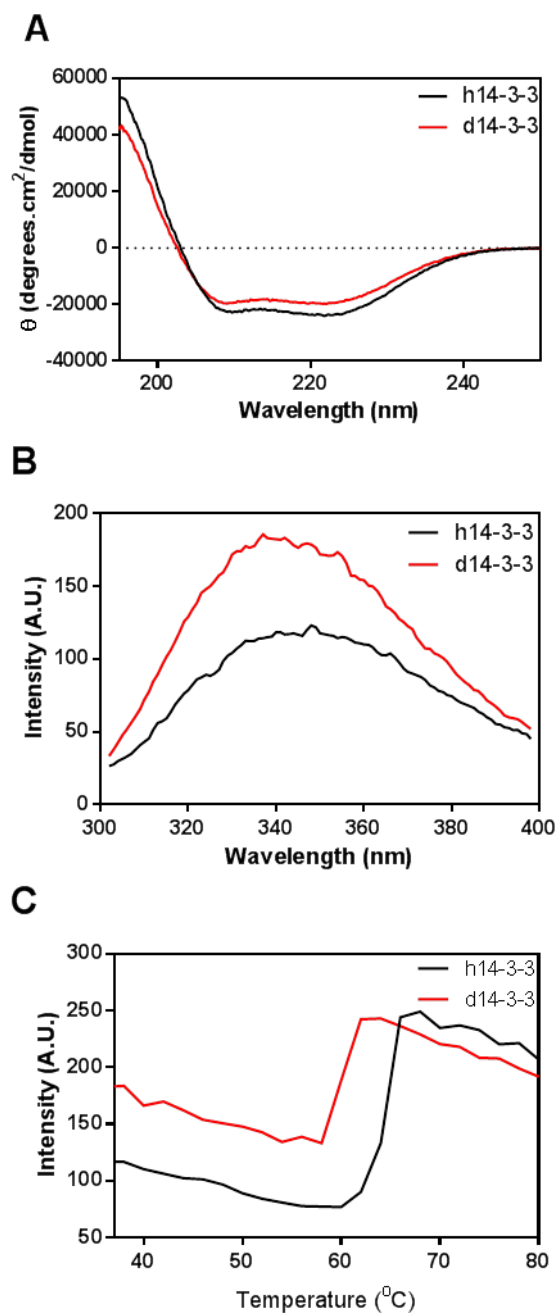 A
60000
40000
20000
0
-20000
-40000
θ (degrees.cm²/dmol)
h14-3-3
d14-3-3
200
220
240
Wavelength (nm)
B
200
150
100
50
0
Intensity (A.U.)
h14-3-3
d14-3-3
300
320
340
360
380
400
Wavelength (nm)
C
300
250
200
150
100
50
Intensity (A.U.)
h14-3-3
d14-3-3
40
50
60
70
80
Temperature (⁰C)